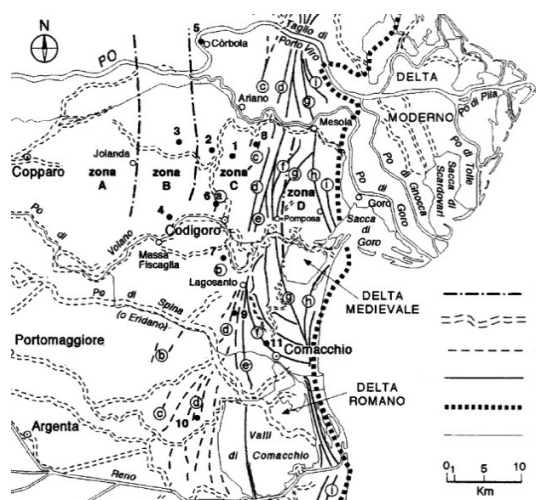 N
5
Còrbola
Taglio di
Porto Viro
PO
c
d
i
g
DELTA
MODERNO
Po di Pila
Po di Tolle
Po di Gnocca
Sacca di
Scardovari
Ariano
Mesola
Copparo
Jolanda
zona
A
3
zona
B
2
1
zona
C
8
c
d
e
f
g
zona
D
h
i
Po
di
Goro
Po di
Goro
Sacca
di Goro
4
6
a
Codigoro
Pomposa
Po
di
Volano
Massa
Fiscaglia
7
b
Lagosanto
g
h
DELTA
MEDIEVALE
Po
di
Spina
(o Eridano)
d
9
f
11
Comacchio
e
Portomaggiore
b
c
d
10
DELTA
ROMANO
Argenta
Valli
di Comacchio
Reno
i
0 1 5 10
Km